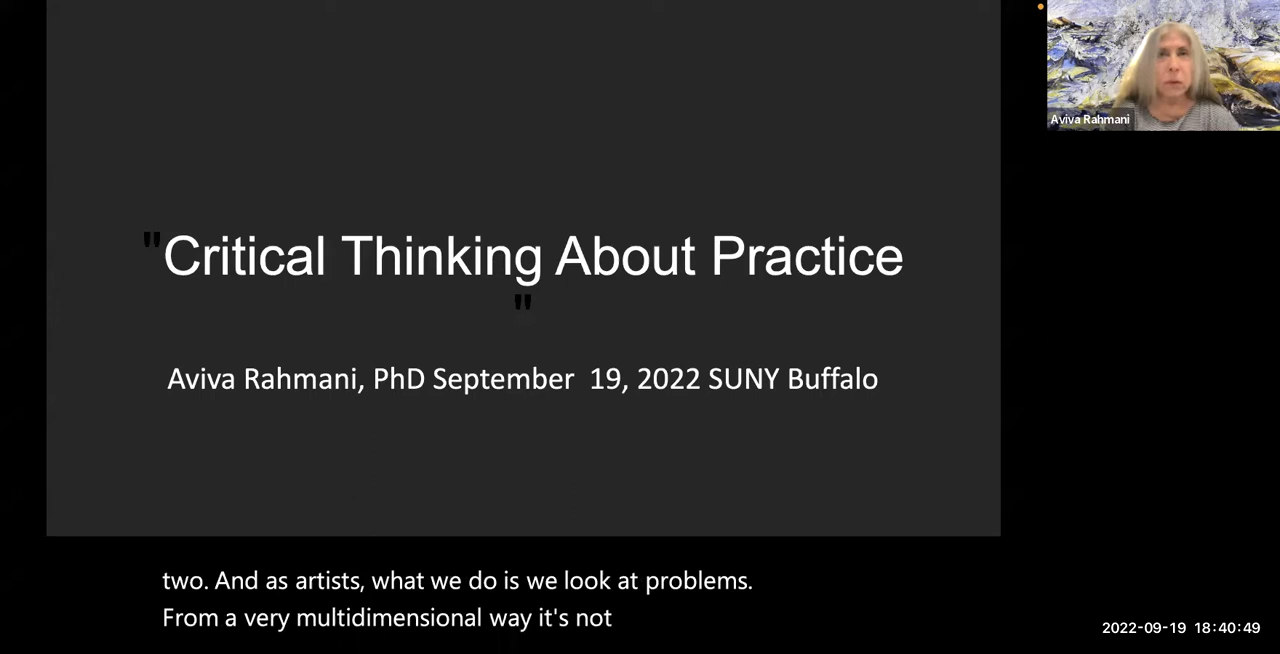 Aviva Rahmani
"Critical Thinking About Practice
"
Aviva Rahmani, PhD September 19, 2022 SUNY Buffalo
two. And as artists, what we do is we look at problems.
From a very multidimensional way it's not
2022-09-19 18:40:49